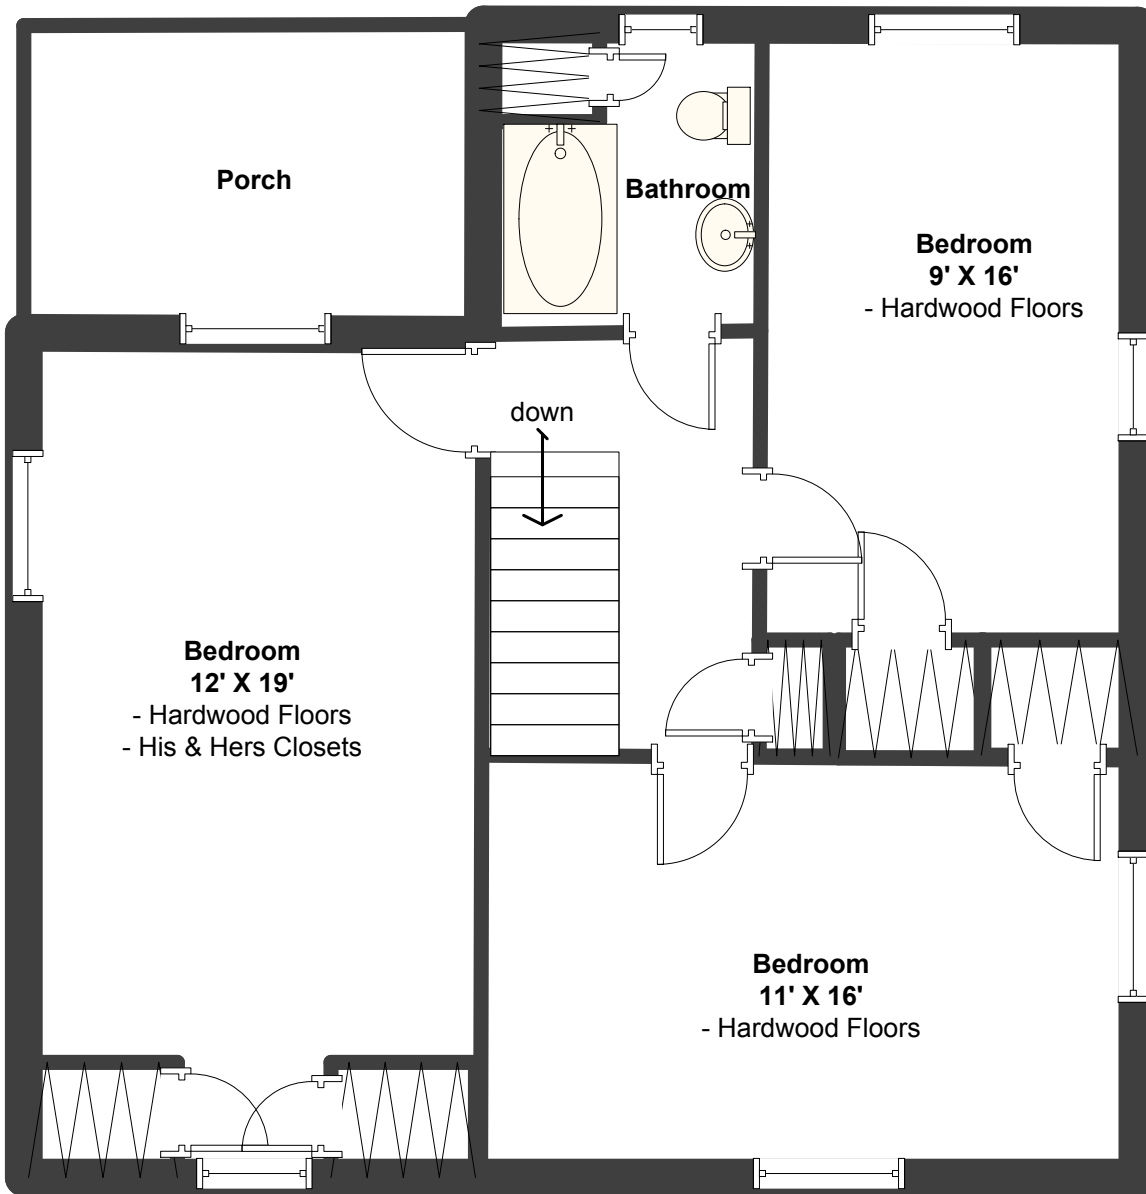 Porch
Bathroom
Bedroom
9' X 16'
- Hardwood Floors
down
Bedroom
12' X 19'
- Hardwood Floors
- His & Hers Closets
Bedroom
11' X 16'
- Hardwood Floors